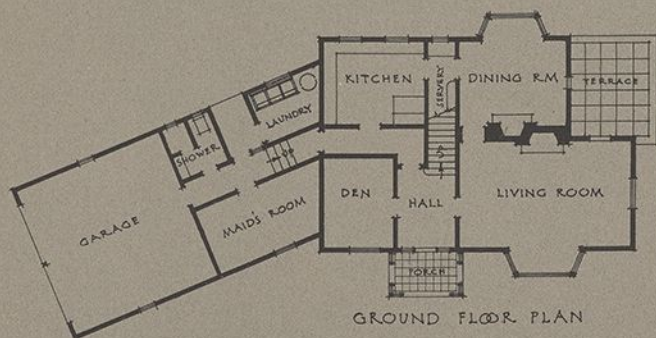 KITCHEN
SERVERY
DINING RM
TERRACE
LAUNDRY
SHOWER
UP
UP
DEN
HALL
LIVING ROOM
MAID'S ROOM
GARAGE
PORCH
GROUND FLOOR PLAN